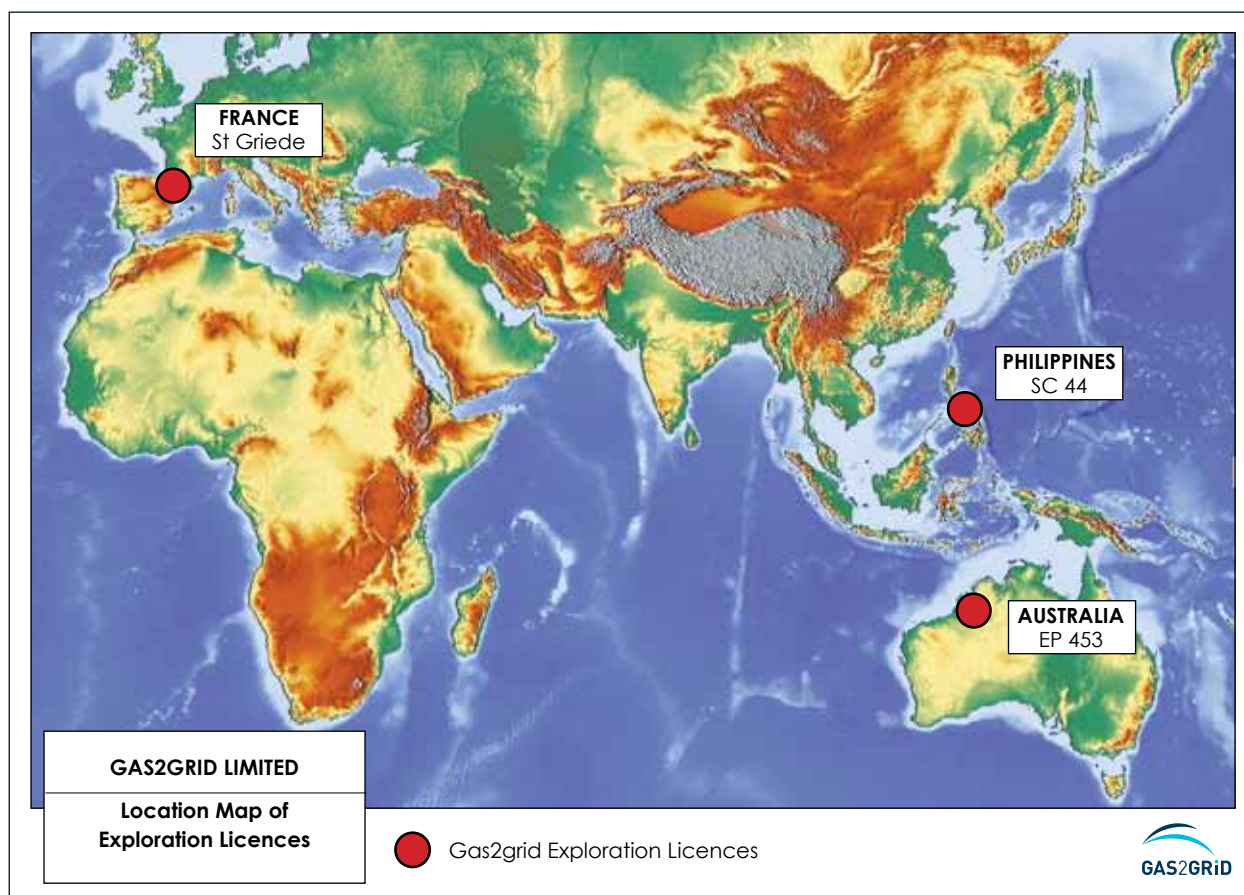 FRANCE
St Griede
PHILIPPINES
SC 44
AUSTRALIA
EP 453
GAS2GRID LIMITED
Location Map of
Exploration Licences
Gas2grid Exploration Licences
GAS2GRiD